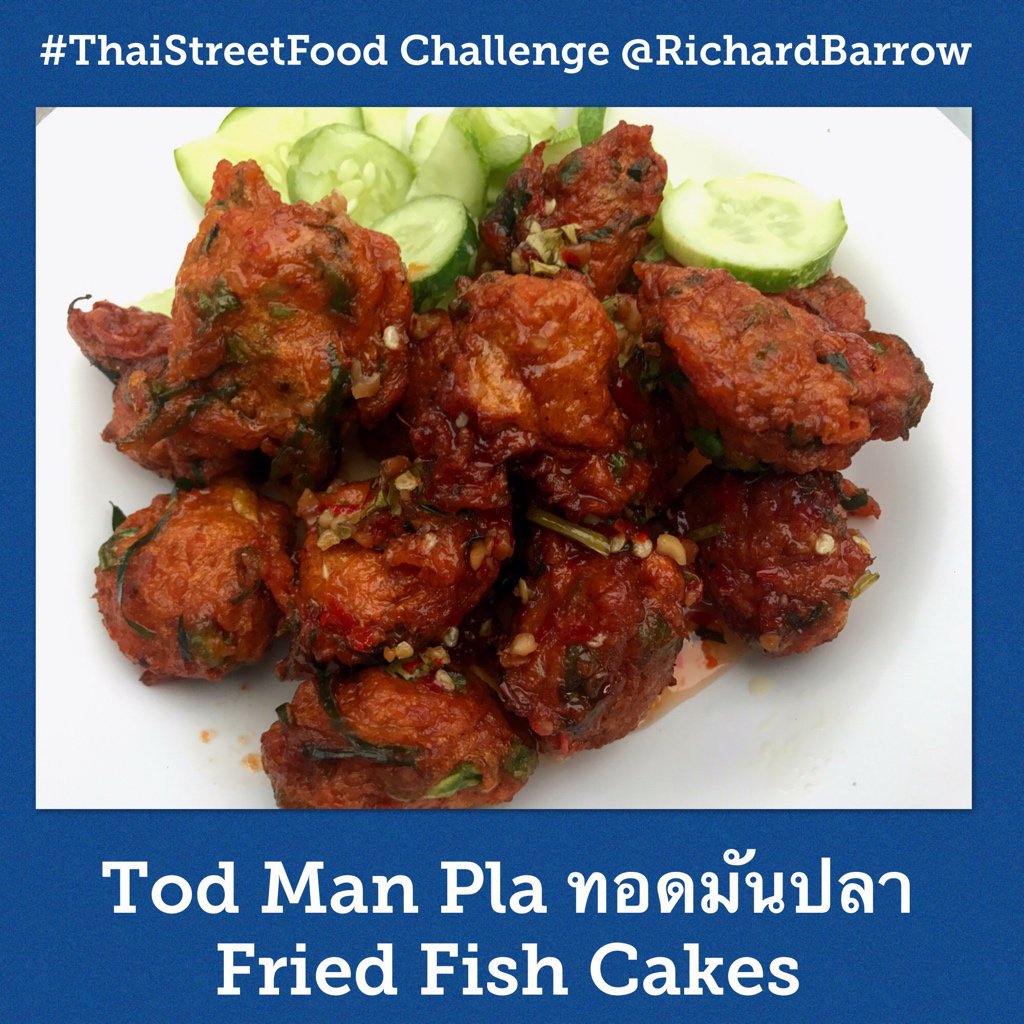 #ThaiStreetFood Challenge @RichardBarrow
Tod Man Pla ทอดมันปลา
Fried Fish Cakes